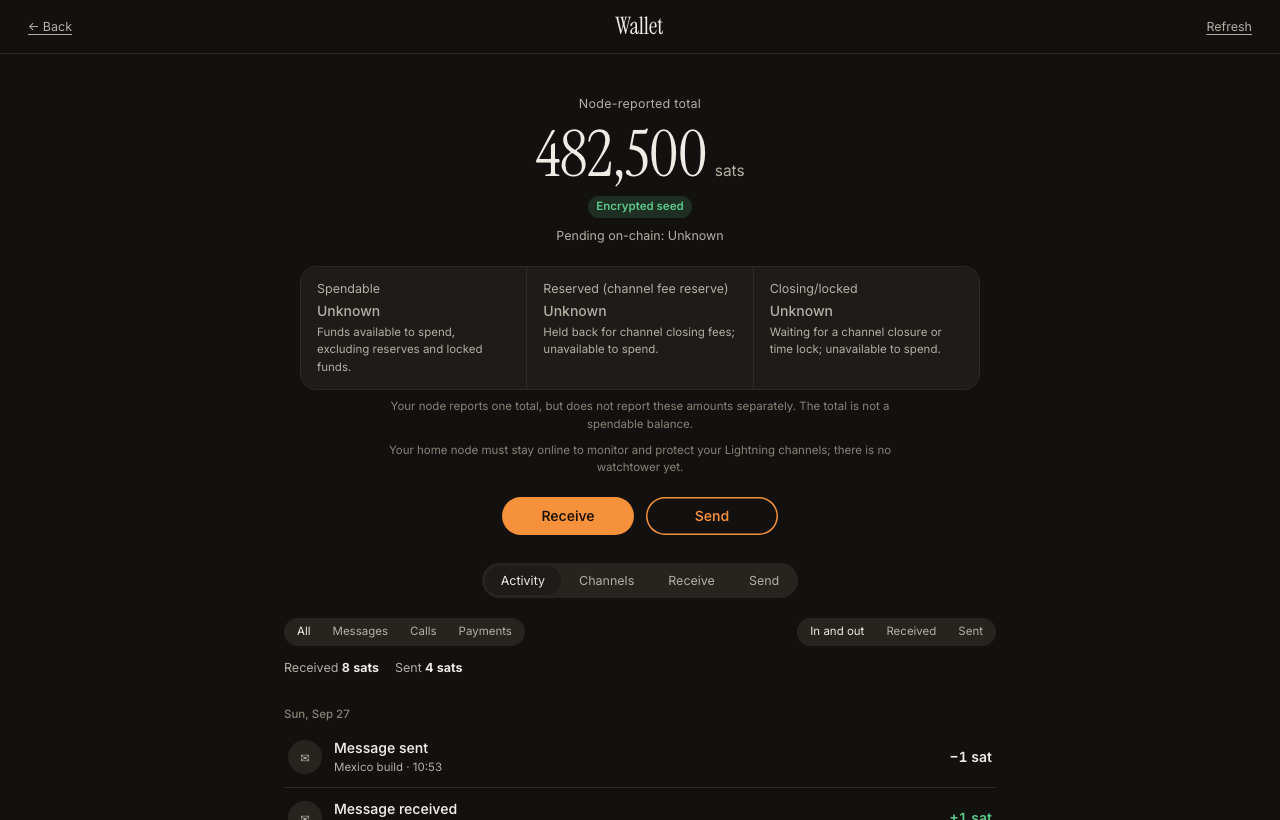 ← Back
Wallet
Refresh
Node-reported total
482,500 sats
Encrypted seed
Pending on-chain: Unknown
Spendable
Unknown
Funds available to spend,
excluding reserves and locked
funds.
Reserved (channel fee reserve)
Unknown
Held back for channel closing fees;
unavailable to spend.
Closing/locked
Unknown
Waiting for a channel closure or
time lock; unavailable to spend.
Your node reports one total, but does not report these amounts separately. The total is not a
spendable balance.
Your home node must stay online to monitor and protect your Lightning channels; there is no
watchtower yet.
Receive
Send
Activity
Channels
Receive
Send
All
Messages
Calls
Payments
In and out
Received
Sent
Received 8 sats
Sent 4 sats
Sun, Sep 27
Message sent
Mexico build · 10:53
−1 sat
Message received
+1 sat